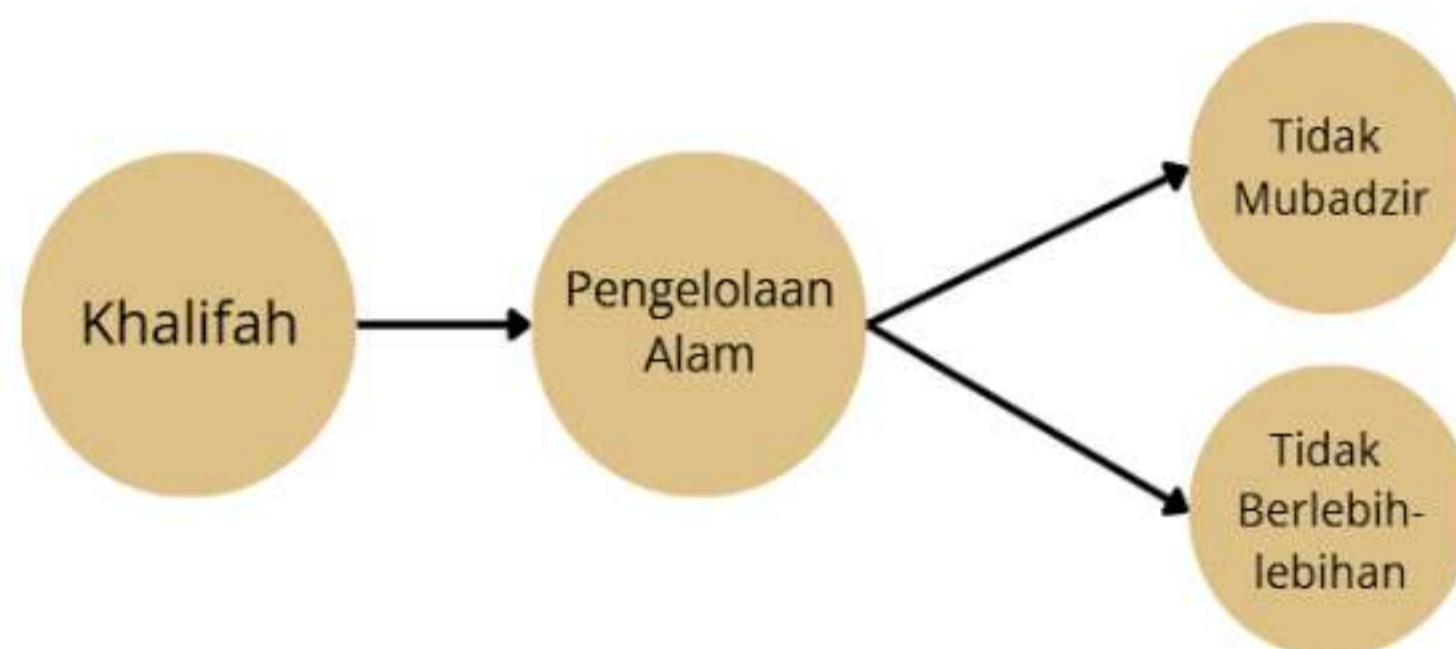 Khalifah
Pengelolaan
Alam
Tidak
Mubadzir
Tidak
Berlebih-
lebihan